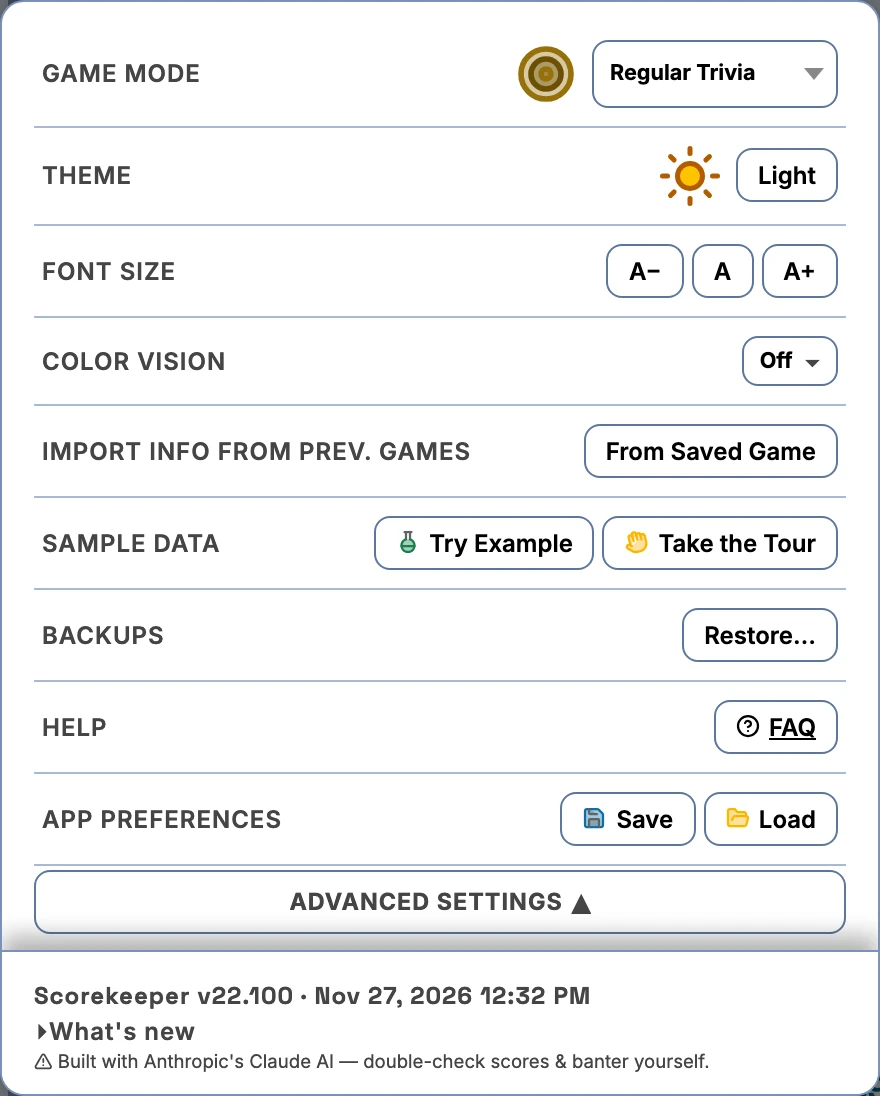 GAME MODE Regular Trivia
THEME Light
FONT SIZE A− A A+
COLOR VISION Off
IMPORT INFO FROM PREV. GAMES From Saved Game
SAMPLE DATA Try Example Take the Tour
BACKUPS Restore...
HELP FAQ
APP PREFERENCES Save Load
ADVANCED SETTINGS ▲
Scorekeeper v22.100 · Nov 27, 2026 12:32 PM
What's new
⚠ Built with Anthropic's Claude AI — double-check scores & banter yourself.